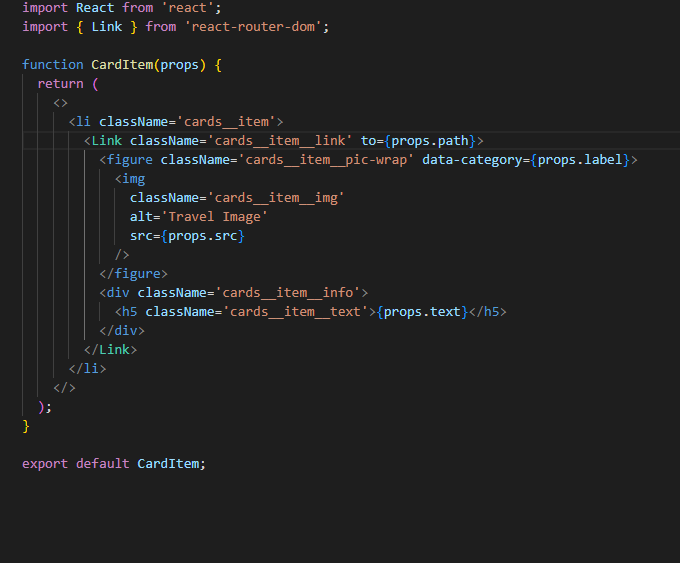 import React from 'react';
import { Link } from 'react-router-dom';

function CardItem(props) {
  return (
    <>
      <li className='cards__item'>
        <Link className='cards__item__link' to={props.path}>
          <figure className='cards__item__pic-wrap' data-category={props.label}>
            <img
              className='cards__item__img'
              alt='Travel Image'
              src={props.src}
            />
          </figure>
          <div className='cards__item__info'>
            <h5 className='cards__item__text'>{props.text}</h5>
          </div>
        </Link>
      </li>
    </>
  );
}

export default CardItem;